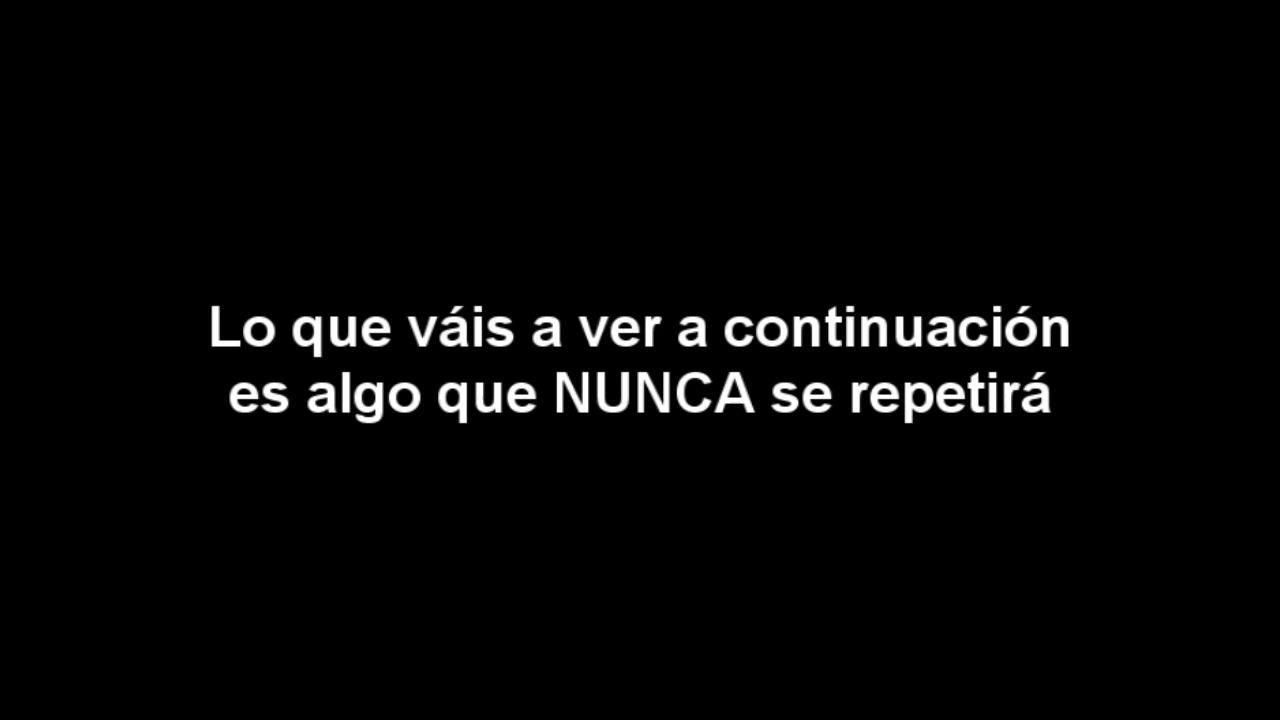 Lo que váis a ver a continuación
es algo que NUNCA se repetirá